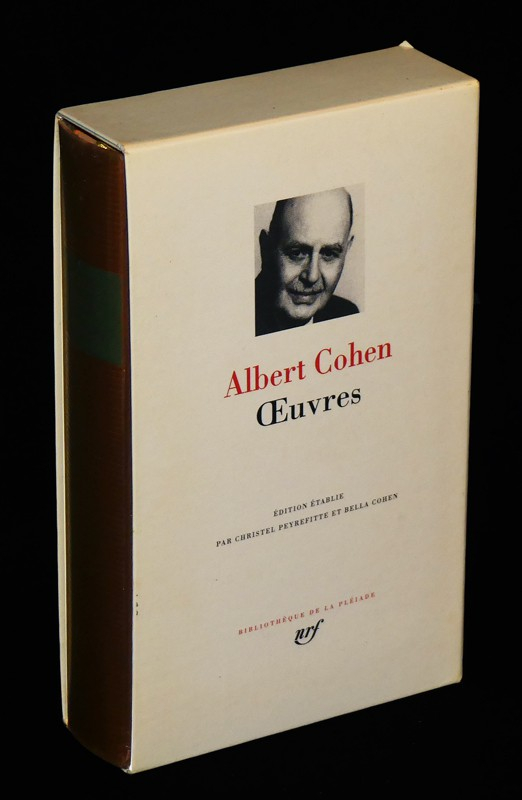 Albert Cohen
Œuvres
ÉDITION ÉTABLIE
PAR CHRISTEL PEYREFITTE ET BELLA COHEN
BIBLIOTHÈQUE DE LA PLÉIADE
nrf